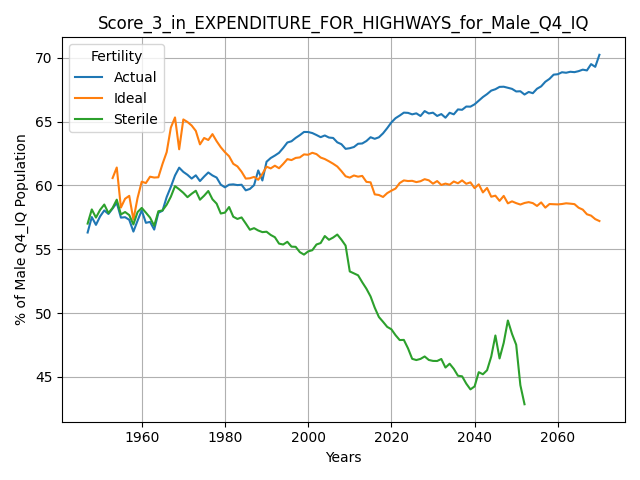 Score_3_in_EXPENDITURE_FOR_HIGHWAYS_for_Male_Q4_IQ
Fertility
Actual
Ideal
Sterile
% of Male Q4_IQ Population
70
65
60
55
50
45
1960
1980
2000
2020
2040
2060
Years